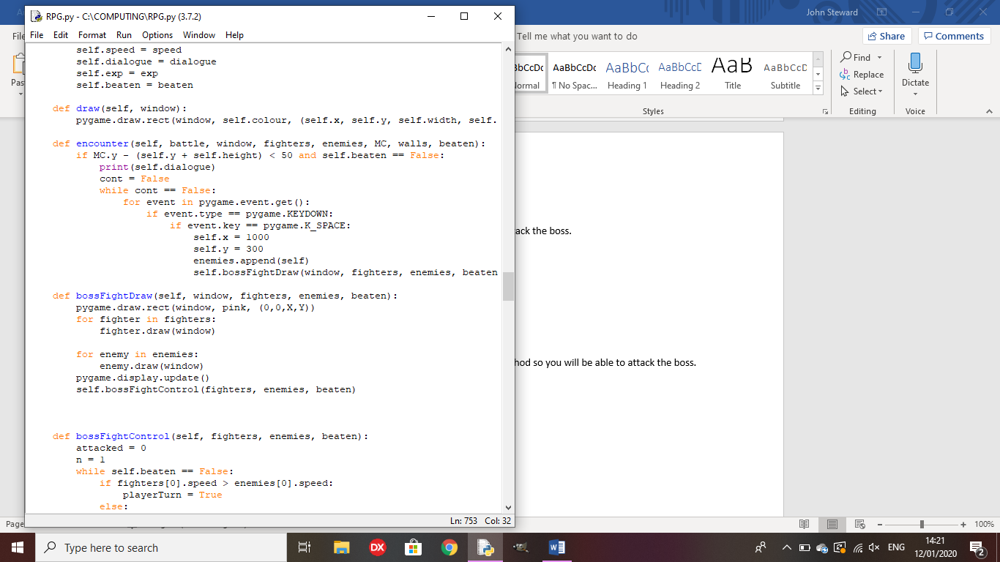 RPG.py - C:\COMPUTING\RPG.py (3.7.2)
John Steward
File Edit Format Run Options Window Help
Tell me what you want to do
Share
Comments
        self.speed = speed
        self.dialogue = dialogue
        self.exp = exp
        self.beaten = beaten

    def draw(self, window):
        pygame.draw.rect(window, self.colour, (self.x, self.y, self.width, self.

    def encounter(self, battle, window, fighters, enemies, MC, walls, beaten):
        if MC.y - (self.y + self.height) < 50 and self.beaten == False:
            print(self.dialogue)
            cont = False
            while cont == False:
                for event in pygame.event.get():
                    if event.type == pygame.KEYDOWN:
                        if event.key == pygame.K_SPACE:
                            self.x = 1000
                            self.y = 300
                            enemies.append(self)
                            self.bossFightDraw(window, fighters, enemies, beaten

    def bossFightDraw(self, window, fighters, enemies, beaten):
        pygame.draw.rect(window, pink, (0,0,X,Y))
        for fighter in fighters:
            fighter.draw(window)

        for enemy in enemies:
            enemy.draw(window)
        pygame.display.update()
        self.bossFightControl(fighters, enemies, beaten)

    def bossFightControl(self, fighters, enemies, beaten):
        attacked = 0
        n = 1
        while self.beaten == False:
            if fighters[0].speed > enemies[0].speed:
                playerTurn = True
            else:
Ln: 753 Col: 32
AaBbCcDc AaBbCc AaBbCcD AaB AaBbCcD
¶ No Spac... Heading 1 Heading 2 Title Subtitle
Styles
Find
Replace
Select
Editing
Dictate
Voice
ack the boss.
hod so you will be able to attack the boss.
Page
100%
Type here to search
DX
ENG
14:21
12/01/2020
2